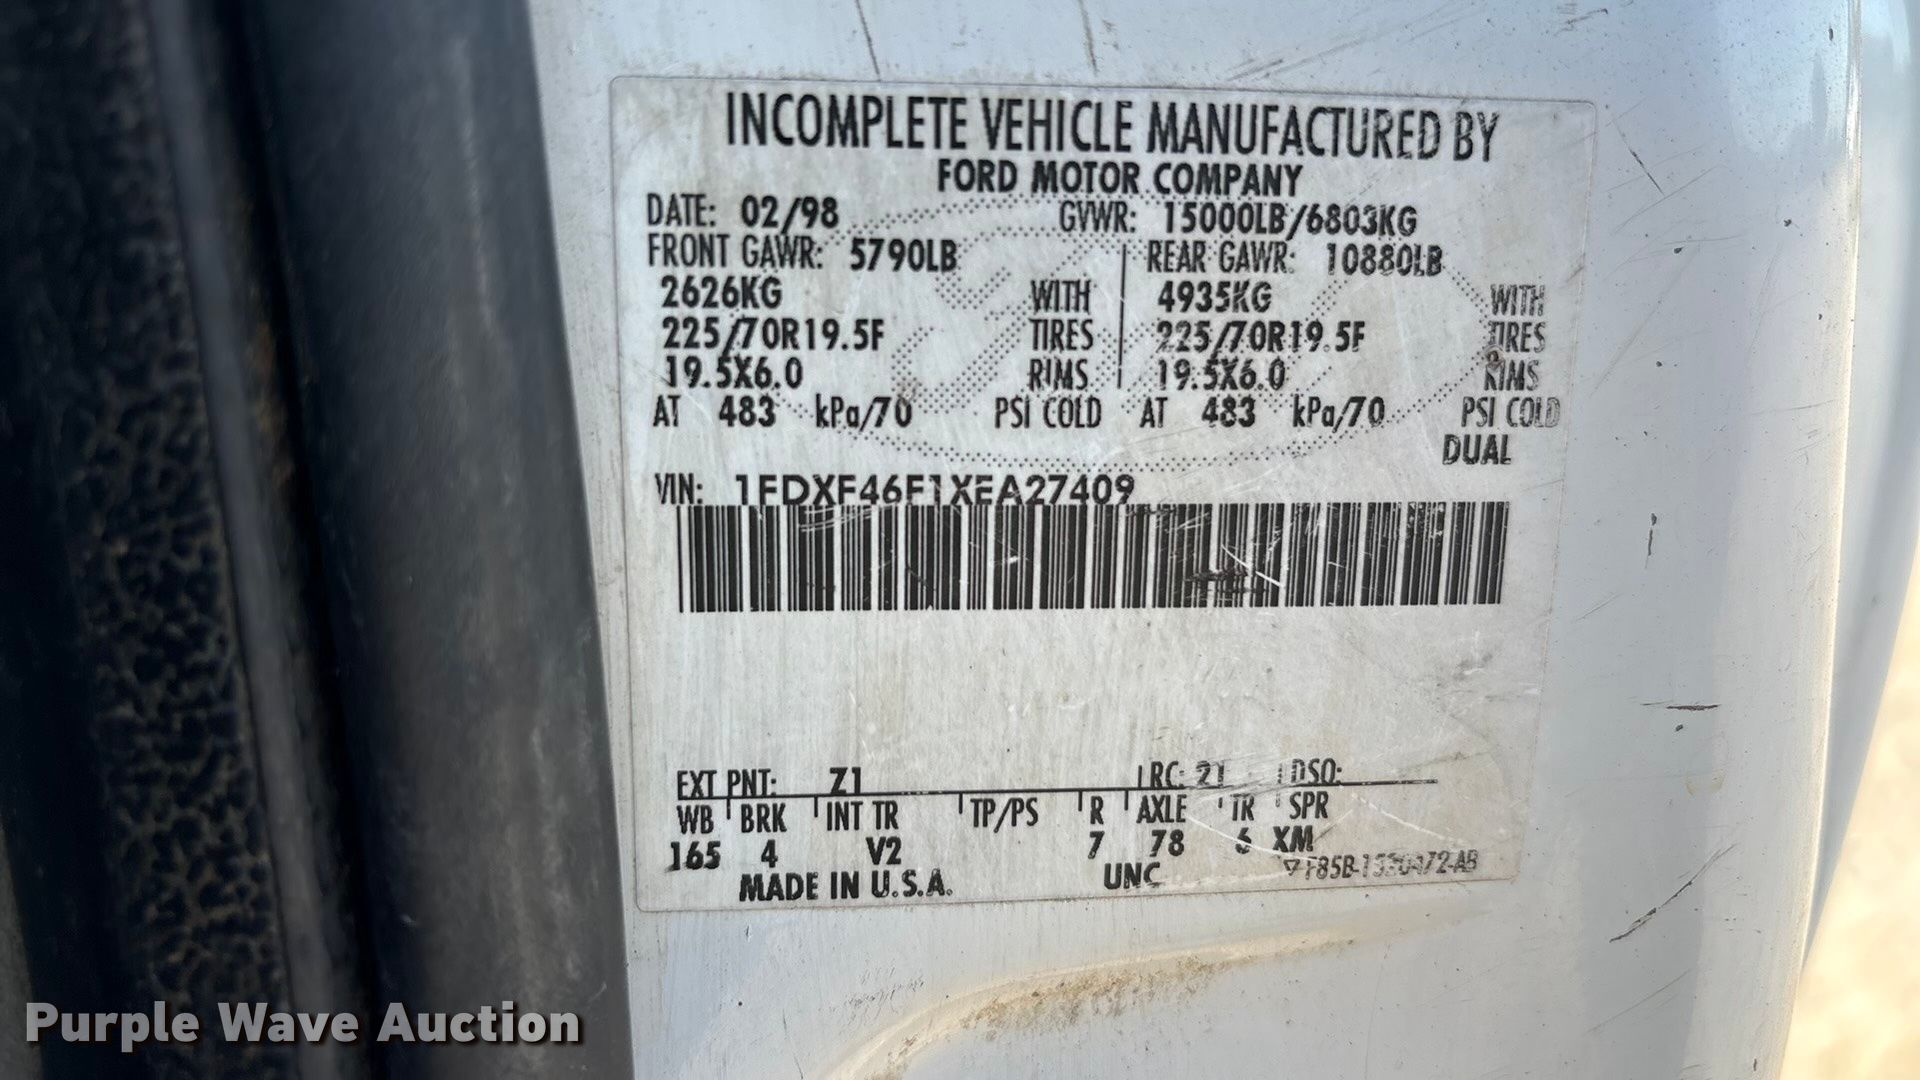 INCOMPLETE VEHICLE MANUFACTURED BY
FORD MOTOR COMPANY
DATE: 02/98 GVWR: 15000LB/6803KG
FRONT GAWR: 5790LB REAR GAWR: 10880LB
2626KG WITH 4935KG WITH
225/70R19.5F TIRES 225/70R19.5F TIRES
19.5X6.0 RIMS 19.5X6.0 RIMS
AT 483 kPa/70 PSI COLD AT 483 kPa/70 PSI COLD
DUAL
VIN: 1FDXF46F1XEA27409
EXT PNT: Z1 RC: 21 DSO:
WB BRK INT TR TP/PS R AXLE TR SPR
165 4 V2 7 78 6 XM
MADE IN U.S.A. UNC
Purple Wave Auction